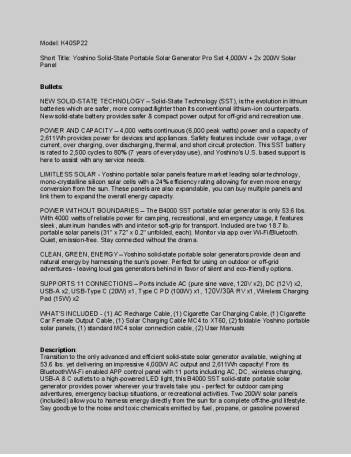 Model: K40SP22
Short Title: Yoshino Solid-State Portable Solar Generator Pro Set 4,000W + 2x 200W Solar
Panel
Bullets:
NEW SOLID-STATE TECHNOLOGY – Solid-State Technology (SST), is the evolution in lithium
batteries which are safer, more compact/lighter than its conventional lithium-ion counterparts.
New solid-state battery provides safer & compact power output for off-grid and recreation use.
POWER AND CAPACITY – 4,000 watts continuous (6,000 peak watts) power and a capacity of
2,611Wh provides power for devices and appliances. Safety features include over voltage, over
current, over charging, over discharging, thermal, and short circuit protection. This SST battery
is rated to 2,500 cycles to 80% (7 years of everyday use), and Yoshino's U.S. based support is
here to assist with any service needs.
LIMITLESS SOLAR - Yoshino portable solar panels feature market leading solar technology,
mono-crystalline silicon solar cells with a 24% efficiency rating allowing for even more energy
conversion from the sun. These panels are also expandable, you can buy multiple panels and
link them to expand the overall energy capacity.
POWER WITHOUT BOUNDARIES – The B4000 SST portable solar generator is only 53.6 lbs.
With 4000 watts of reliable power for camping, recreational, and emergency usage, it features
sleek, aluminum handles with and interior soft-grip for transport. Included are two 18.7 lb.
portable solar panels (31" x 72" x 0.2" unfolded, each). Monitor via app over Wi-Fi/Bluetooth.
Quiet, emission-free. Stay connected without the drama.
CLEAN, GREEN, ENERGY – Yoshino solid-state portable solar generators provide clean and
natural energy by harnessing the sun's power. Perfect for using an outdoor or off-grid
adventures - leaving loud gas generators behind in favor of silent and eco-friendly options.
SUPPORTS 11 CONNECTIONS – Ports include AC (pure sine wave, 120V x2), DC (12V) x2,
USB-A x2, USB-Type C (20W) x1, Type C PD (100W) x1, 120V/30A RV x1, Wireless Charging
Pad (15W) x2
WHAT'S INCLUDED - (1) AC Recharge Cable, (1) Cigarette Car Charging Cable, (1) Cigarette
Car Female Output Cable, (1) Solar Charging Cable MC4 to XT60, (2) foldable Yoshino portable
solar panels, (1) standard MC4 solar connection cable, (2) User Manuals
Description:
Transition to the only advanced and efficient solid-state solar generator available, weighing at
53.6 lbs. yet delivering an impressive 4,000W AC output and 2,611Wh capacity! From its
Bluetooth/Wi-Fi enabled APP control panel with 11 ports including AC, DC, wireless charging,
USB-A & C outlets to a high-powered LED light, this B4000 SST solid-state portable solar
generator provides power wherever your travels take you - perfect for outdoor camping
adventures, emergency backup situations, or recreational activities. Two 200W solar panels
(included) allow you to harness energy directly from the sun for a complete off-the-grid lifestyle.
Say goodbye to the noise and toxic chemicals emitted by fuel, propane, or gasoline powered